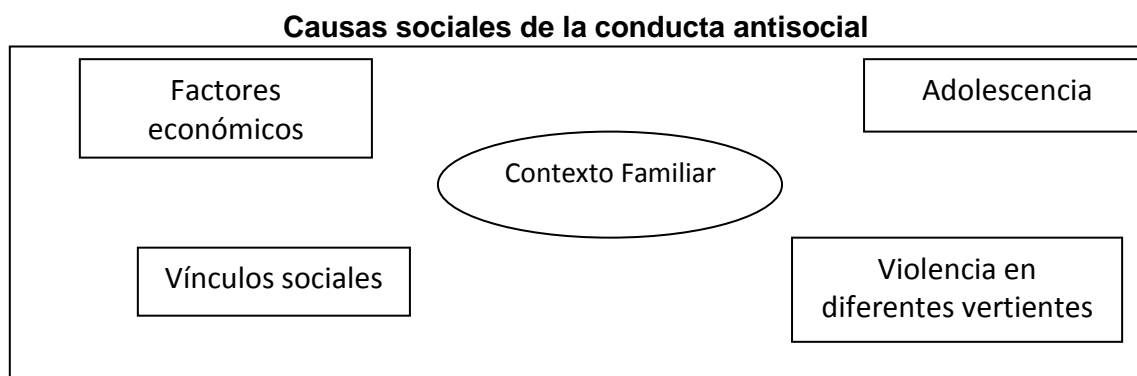 Causas sociales de la conducta antisocial
Factores
económicos
Adolescencia
Contexto Familiar
Vínculos sociales
Violencia en
diferentes vertientes